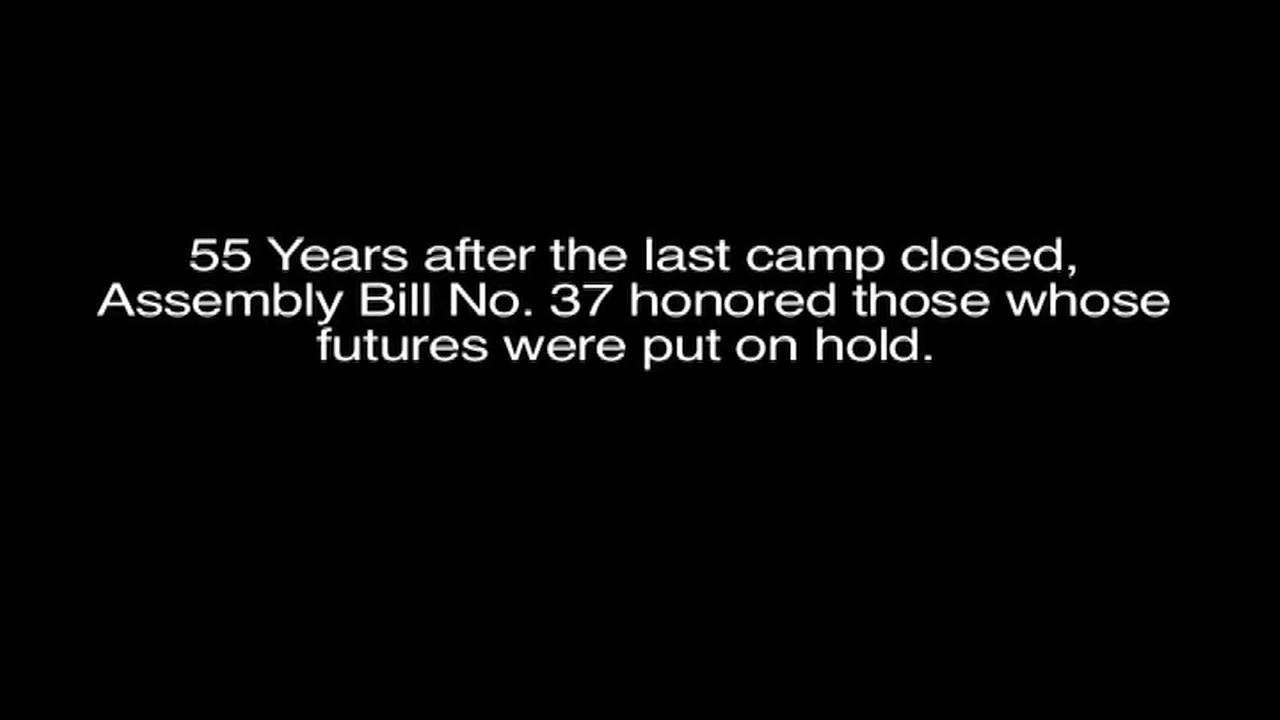 55 Years after the last camp closed,
Assembly Bill No. 37 honored those whose
futures were put on hold.